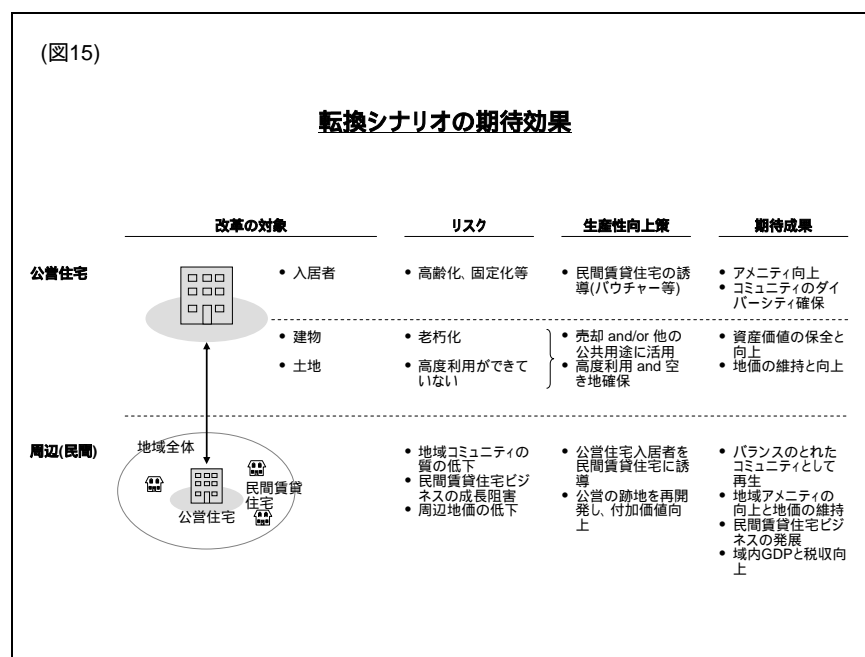 (図15)
転換シナリオの期待効果
改革の対象
リスク
生産性向上策
期待成果
公営住宅
• 入居者
• 高齢化、固定化等
• 民間賃貸住宅の誘
導(バウチャー等)
• アメニティ向上
• コミュニティのダイ
バーシティ確保
• 建物
• 老朽化
• 売却 and/or 他の
公共用途に活用
• 資産価値の保全と
向上
• 土地
• 高度利用ができて
いない
• 高度利用 and 空
き地確保
• 地価の維持と向上
周辺(民間)
地域全体
民間賃貸
住宅
公営住宅
• 地域コミュニティの
質の低下
• 民間賃貸住宅ビジ
ネスの成長阻害
• 周辺地価の低下
• 公営住宅入居者を
民間賃貸住宅に誘
導
• 公営の跡地を再開
発し、付加価値向
上
• バランスのとれた
コミュニティとして
再生
• 地域アメニティの
向上と地価の維持
• 民間賃貸住宅ビジ
ネスの発展
• 域内GDPと税収向
上